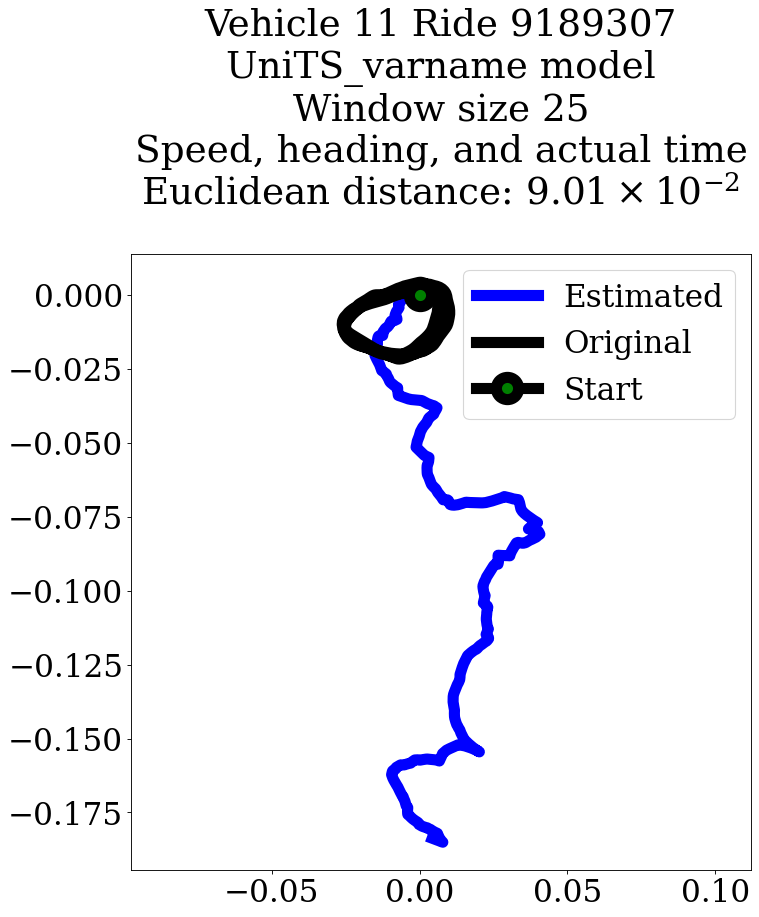 Vehicle 11 Ride 9189307
UniTS_varname model
Window size 25
Speed, heading, and actual time
Euclidean distance: 9.01 × 10⁻²
Estimated
Original
Start
0.000
−0.025
−0.050
−0.075
−0.100
−0.125
−0.150
−0.175
−0.05 0.00 0.05 0.10